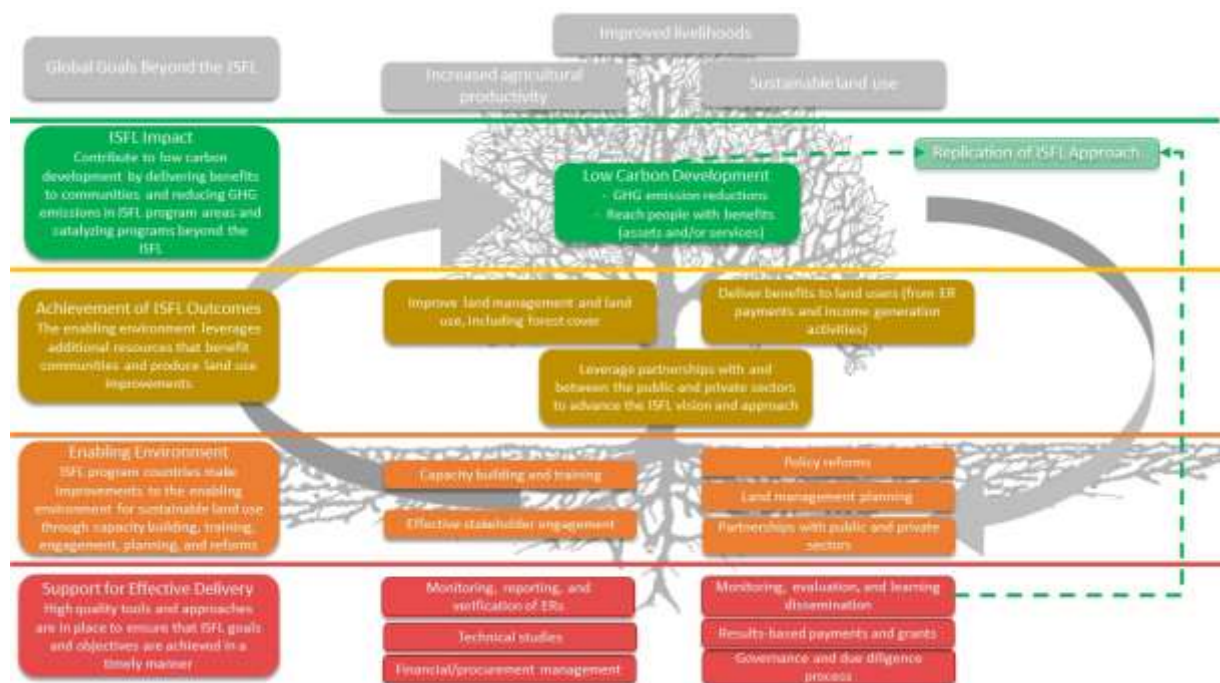 Improved livelihoods
Global Goals Beyond the ISFL
Increased agricultural
productivity
Sustainable land use
ISFL Impact
Contribute to low carbon
development by delivering benefits
to communities and reducing GHG
emissions in ISFL program areas and
catalyzing programs beyond the
ISFL
Low Carbon Development
- GHG emission reductions
- Reach people with benefits
(assets and/or services)
Replication of ISFL Approach
Achievement of ISFL Outcomes
The enabling environment leverages
additional resources that benefit
communities and produce land use
improvements
Improve land management and land
use, including forest cover
Deliver benefits to land users (from ER
payments and income generation
activities)
Leverage partnerships with and
between the public and private sectors
to advance the ISFL vision and approach
Enabling Environment
ISFL program countries make
improvements to the enabling
environment for sustainable land use
through capacity building, training,
engagement, planning, and reforms
Capacity building and training
Effective stakeholder engagement
Policy reforms
Land management planning
Partnerships with public and private
sectors
Support for Effective Delivery
High quality tools and approaches
are in place to ensure that ISFL goals
and objectives are achieved in a
timely manner
Monitoring, reporting, and
verification of ERs
Technical studies
Financial/procurement management
Monitoring, evaluation, and learning
dissemination
Results-based payments and grants
Governance and due diligence
process